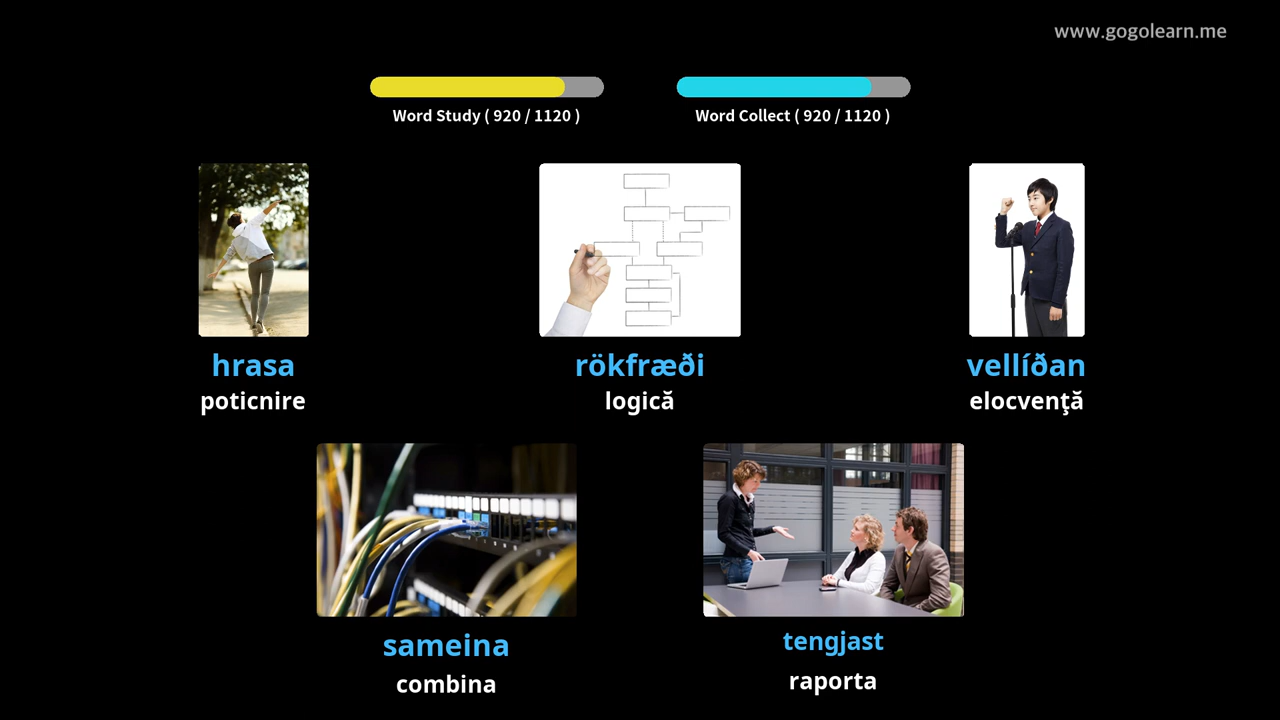 www.gogolearn.me
Word Study ( 920 / 1120 )
Word Collect ( 920 / 1120 )
hrasa
poticnire
rökfræði
logică
vellíðan
elocvenţă
sameina
combina
tengjast
raporta